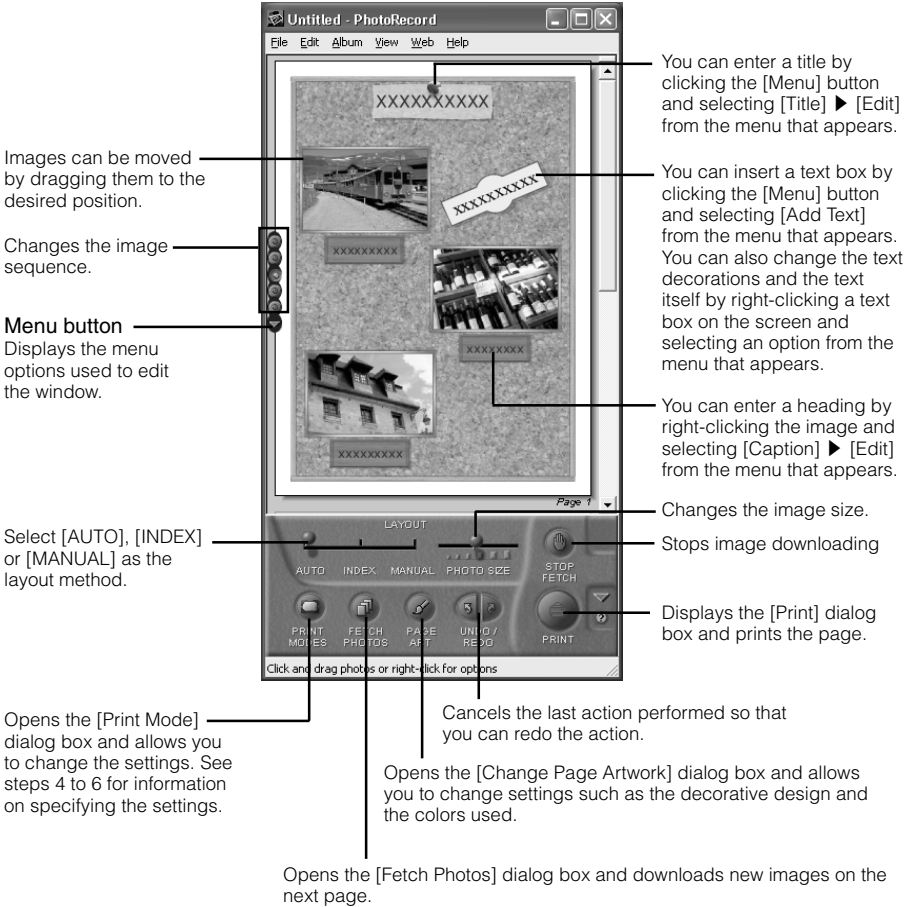 Untitled - PhotoRecord
File Edit Album View Web Help
You can enter a title by
clicking the [Menu] button
and selecting [Title] ▶ [Edit]
from the menu that appears.
XXXXXXXXXX
Images can be moved
by dragging them to the
desired position.
You can insert a text box by
clicking the [Menu] button
and selecting [Add Text]
from the menu that appears.
You can also change the text
decorations and the text
itself by right-clicking a text
box on the screen and
selecting an option from the
menu that appears.
XXXXXXXXXX
Changes the image
sequence.
XXXXXXXXX
Menu button
Displays the menu
options used to edit
the window.
XXXXXXXX
You can enter a heading by
right-clicking the image and
selecting [Caption] ▶ [Edit]
from the menu that appears.
XXXXXXXXX
Page 1
Changes the image size.
Select [AUTO], [INDEX]
or [MANUAL] as the
layout method.
LAYOUT
AUTO INDEX MANUAL PHOTO SIZE
STOP
FETCH
Stops image downloading
Displays the [Print] dialog
box and prints the page.
PRINT
MODES
FETCH
PHOTOS
PAGE
ART
UNDO /
REDO
PRINT
?
Click and drag photos or right-click for options
Opens the [Print Mode]
dialog box and allows you
to change the settings. See
steps 4 to 6 for information
on specifying the settings.
Cancels the last action performed so that
you can redo the action.
Opens the [Change Page Artwork] dialog box and allows
you to change settings such as the decorative design and
the colors used.
Opens the [Fetch Photos] dialog box and downloads new images on the
next page.